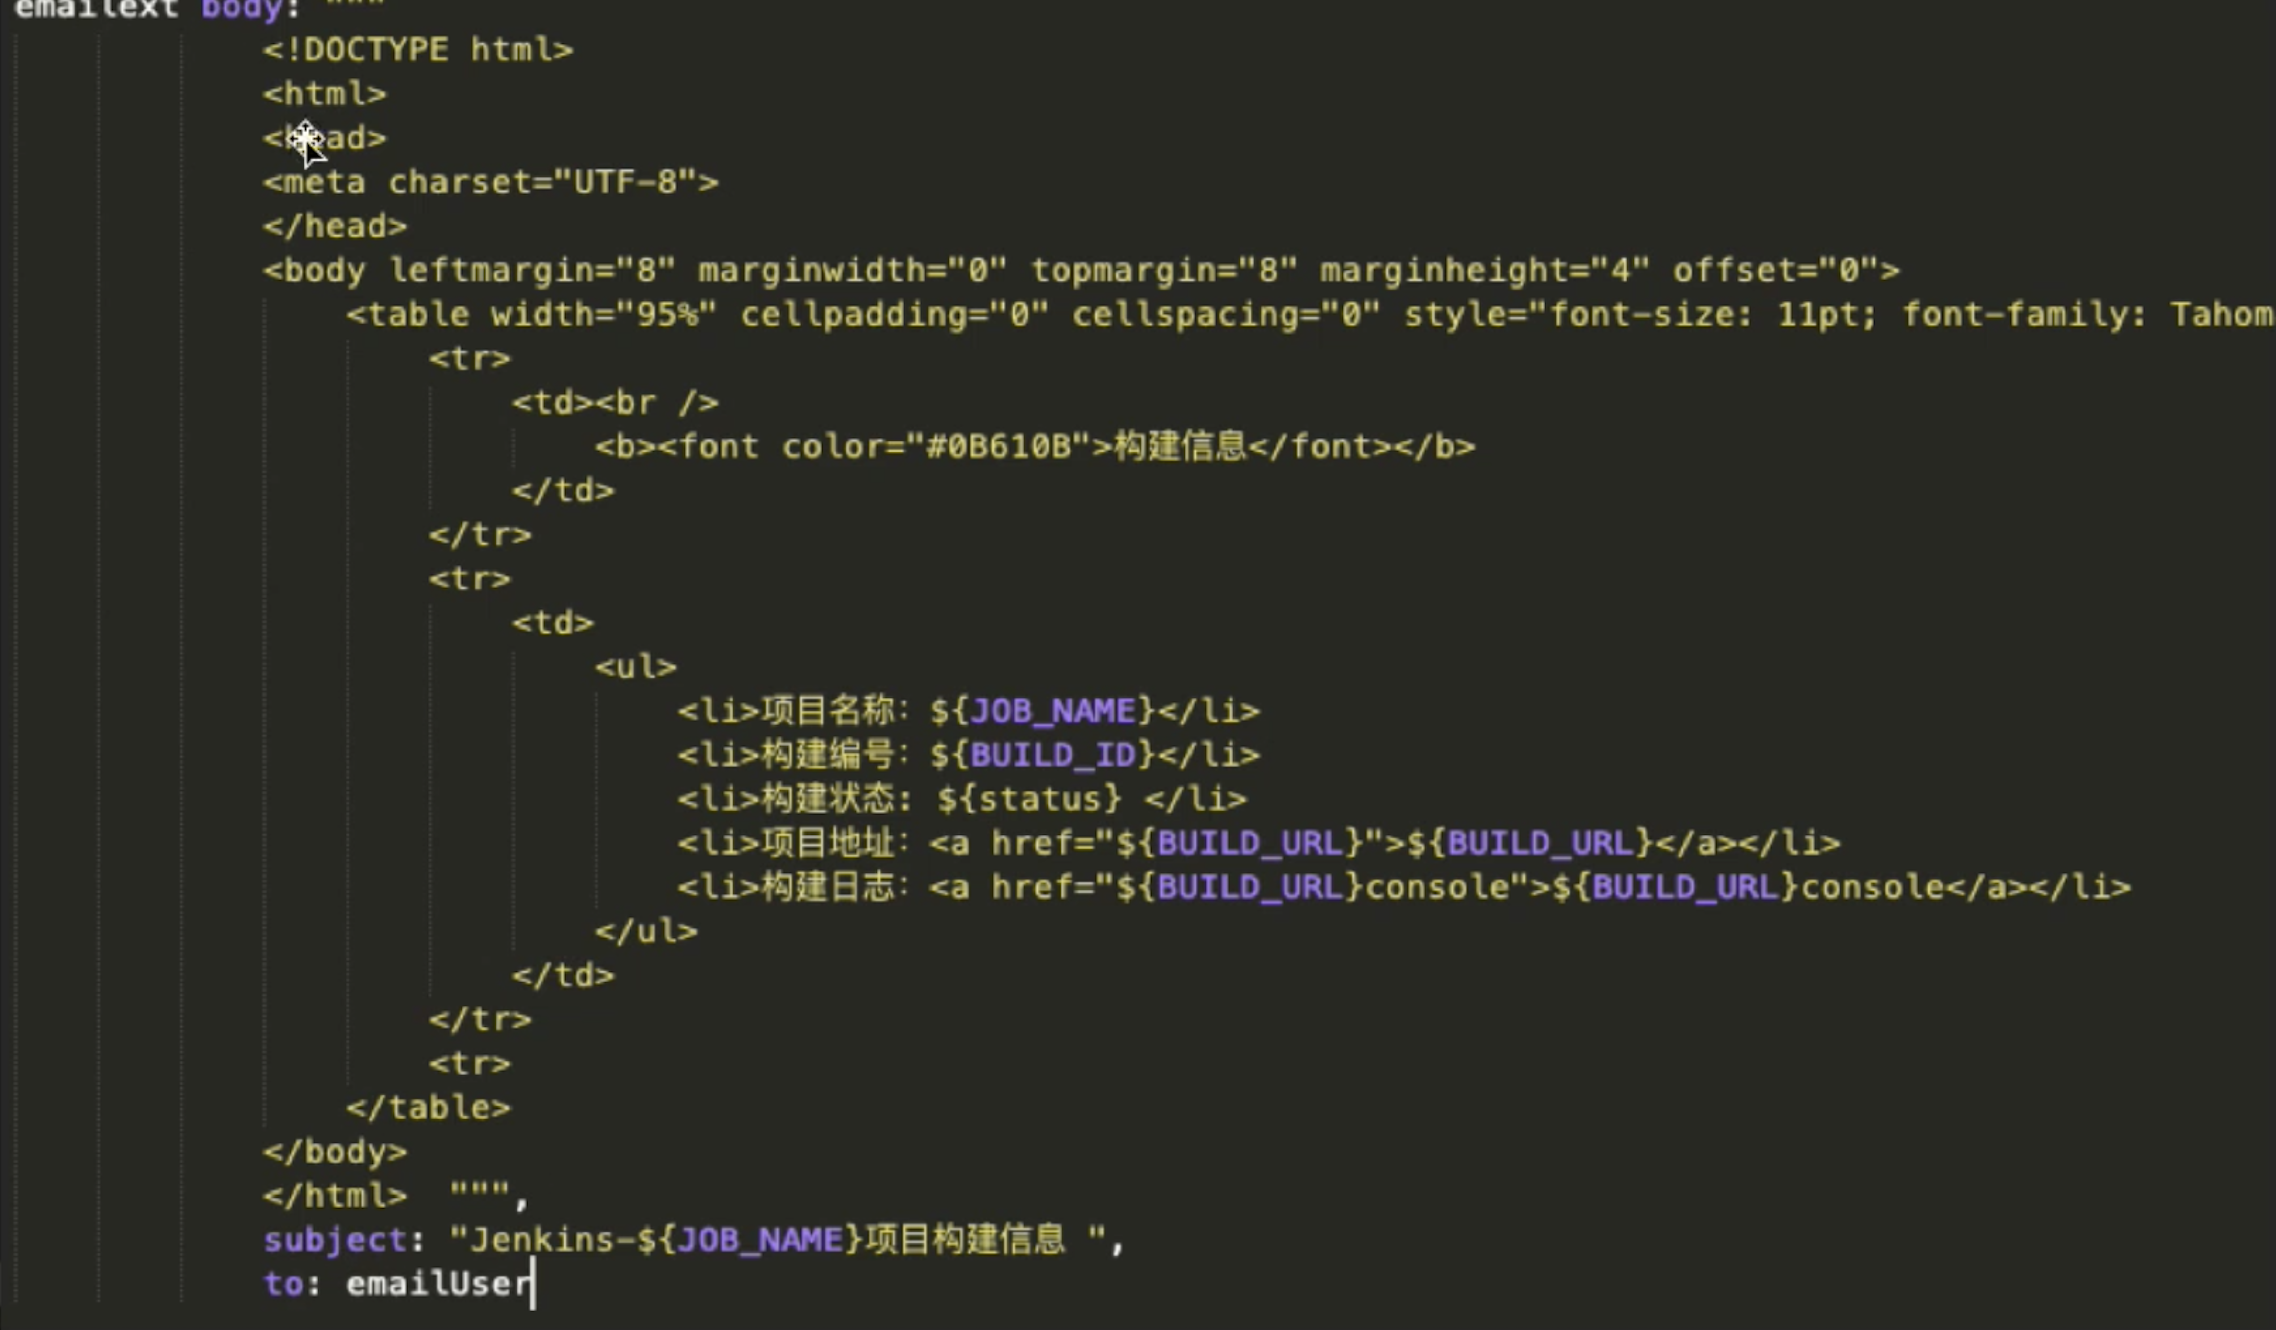 emailext body: """
<!DOCTYPE html>
<html>
<head>
<meta charset="UTF-8">
</head>
<body leftmargin="8" marginwidth="0" topmargin="8" marginheight="4" offset="0">
<table width="95%" cellpadding="0" cellspacing="0" style="font-size: 11pt; font-family: Tahom
<tr>
<td><br />
<b><font color="#0B610B">构建信息</font></b>
</td>
</tr>
<tr>
<td>
<ul>
<li>项目名称：${JOB_NAME}</li>
<li>构建编号：${BUILD_ID}</li>
<li>构建状态: ${status} </li>
<li>项目地址：<a href="${BUILD_URL}">${BUILD_URL}</a></li>
<li>构建日志：<a href="${BUILD_URL}console">${BUILD_URL}console</a></li>
</ul>
</td>
</tr>
<tr>
</table>
</body>
</html>  """,
subject: "Jenkins-${JOB_NAME}项目构建信息 ",
to: emailUser